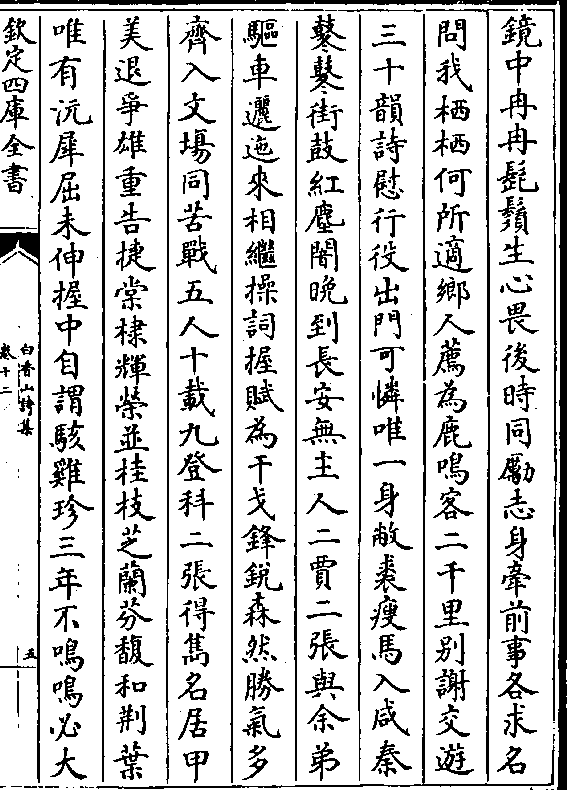 鏡中冉冉髭鬚生心畏後時同勵志身牽前事各求名
問我栖栖何所適鄉人薦為鹿鳴客二千里別謝交遊
三十韻詩慰行役出門可憐唯一身敝裘瘦馬入咸秦
鼕鼕街鼓紅塵闇晚到長安無主人二賈二張與余弟
驅車邐迤來相繼操詞握賦為干戈鋒銳森然勝氣多
齊入文場同苦戰五人十載九登科二張得雋名居甲
美退爭雄重告捷棠棣輝榮並桂枝芝蘭芬馥和荆葉
唯有沅犀屈未伸握中自謂駭雞珍三年不鳴鳴必大
欽定四庫全書
白香山詩集
卷十二
五